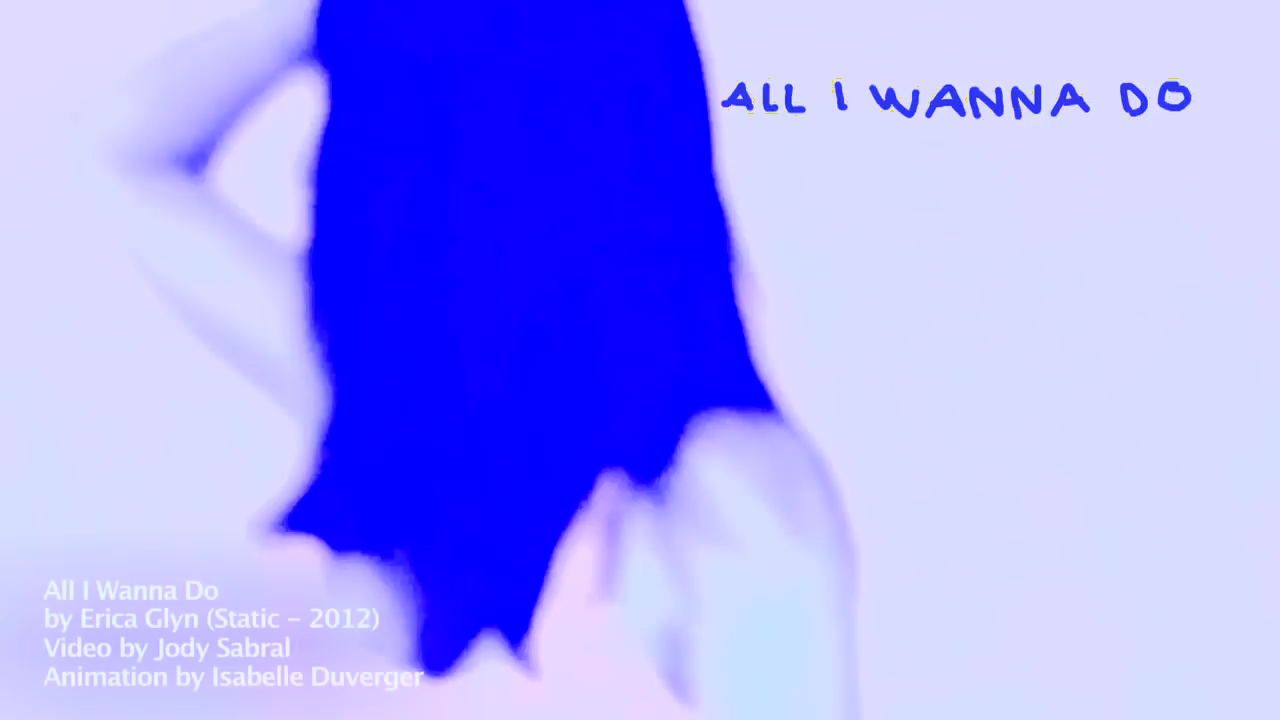 ALL I WANNA DO
All I Wanna Do
by Erica Glyn (Static – 2012)
Video by Jody Sabral
Animation by Isabelle Duverger